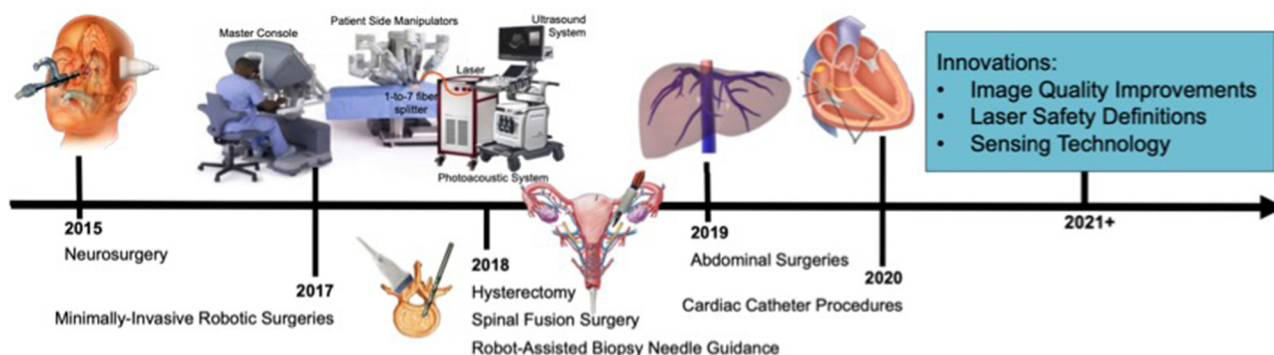 Master Console
Patient Side Manipulators
Ultrasound
System
Laser
1-to-7 fiber
splitter
Photoacoustic System
Innovations:
• Image Quality Improvements
• Laser Safety Definitions
• Sensing Technology
2015
Neurosurgery
2017
Minimally-Invasive Robotic Surgeries
2018
Hysterectomy
Spinal Fusion Surgery
Robot-Assisted Biopsy Needle Guidance
2019
Abdominal Surgeries
2020
Cardiac Catheter Procedures
2021+